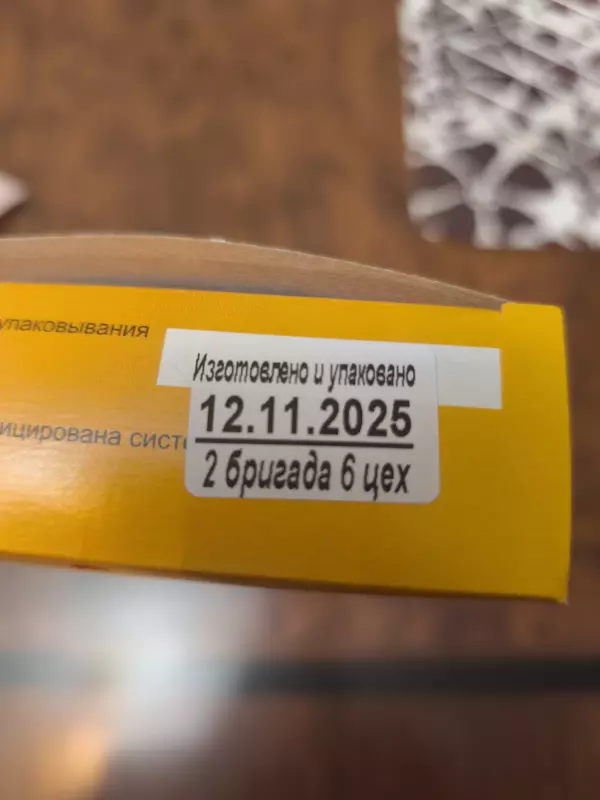 упаковывания
Изготовлено и упаковано
12.11.2025
ицирована систе
2 бригада 6 цех